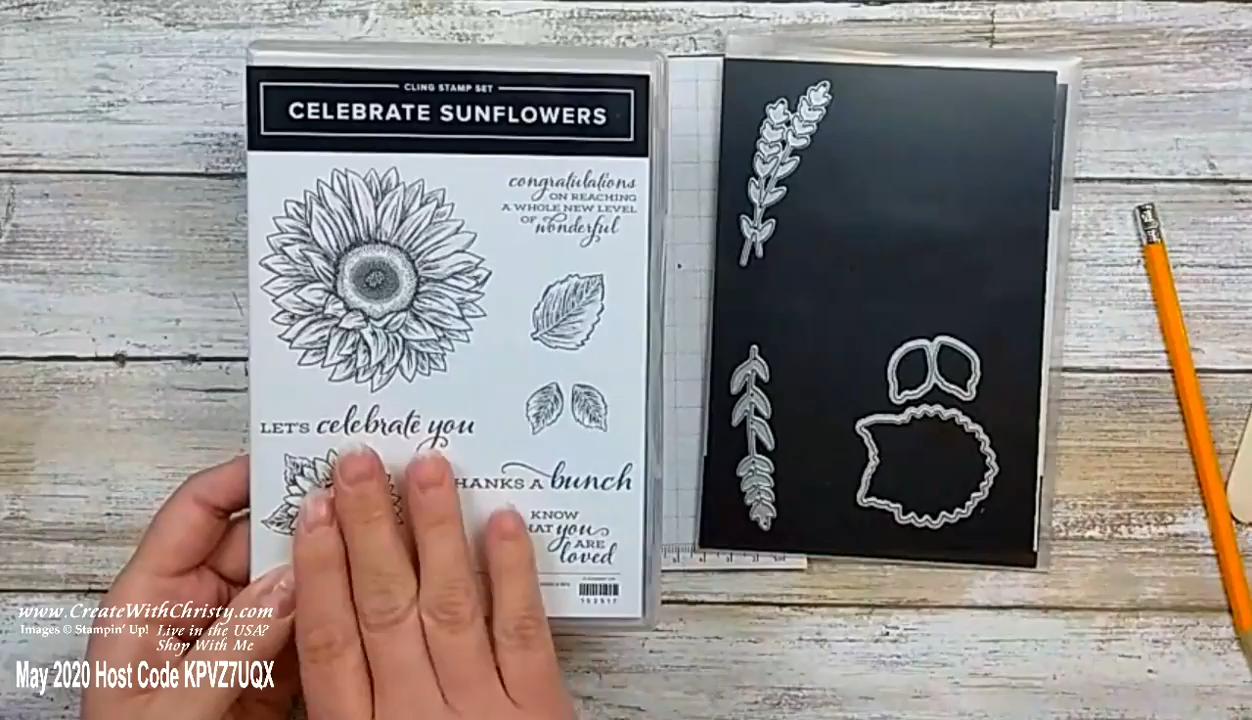 CLING STAMP SET
CELEBRATE SUNFLOWERS
congratulations
ON REACHING
A WHOLE NEW LEVEL
OF wonderful
LET'S celebrate you
HANKS A bunch
KNOW
HAT you
ARE
loved
www.CreateWithChristy.com
Images © Stampin' Up!
Live in the USA?
Shop With Me
May 2020 Host Code KPVZ7UQX